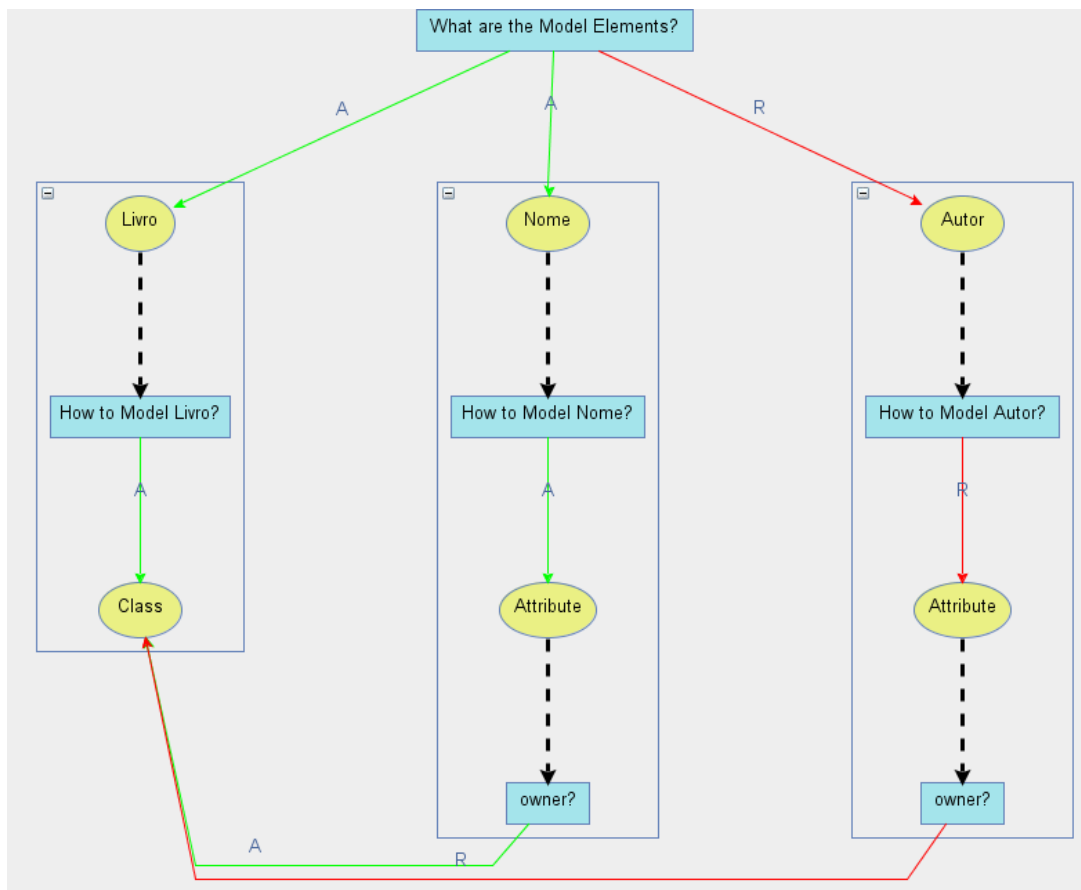 What are the Model Elements?
A
A
R
Livro
Nome
Autor
How to Model Livro?
How to Model Nome?
How to Model Autor?
A
A
R
Class
Attribute
Attribute
owner?
owner?
A
R